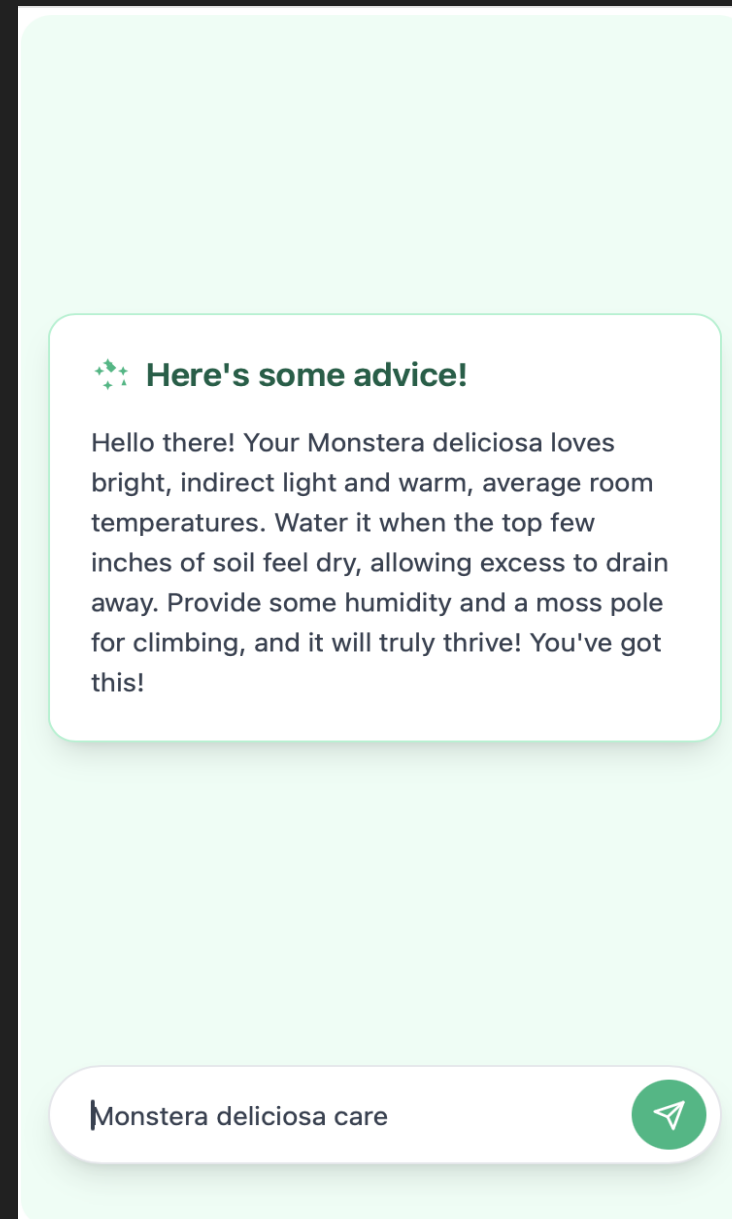 Here's some advice!
Hello there! Your Monstera deliciosa loves
bright, indirect light and warm, average room
temperatures. Water it when the top few
inches of soil feel dry, allowing excess to drain
away. Provide some humidity and a moss pole
for climbing, and it will truly thrive! You've got
this!
Monstera deliciosa care